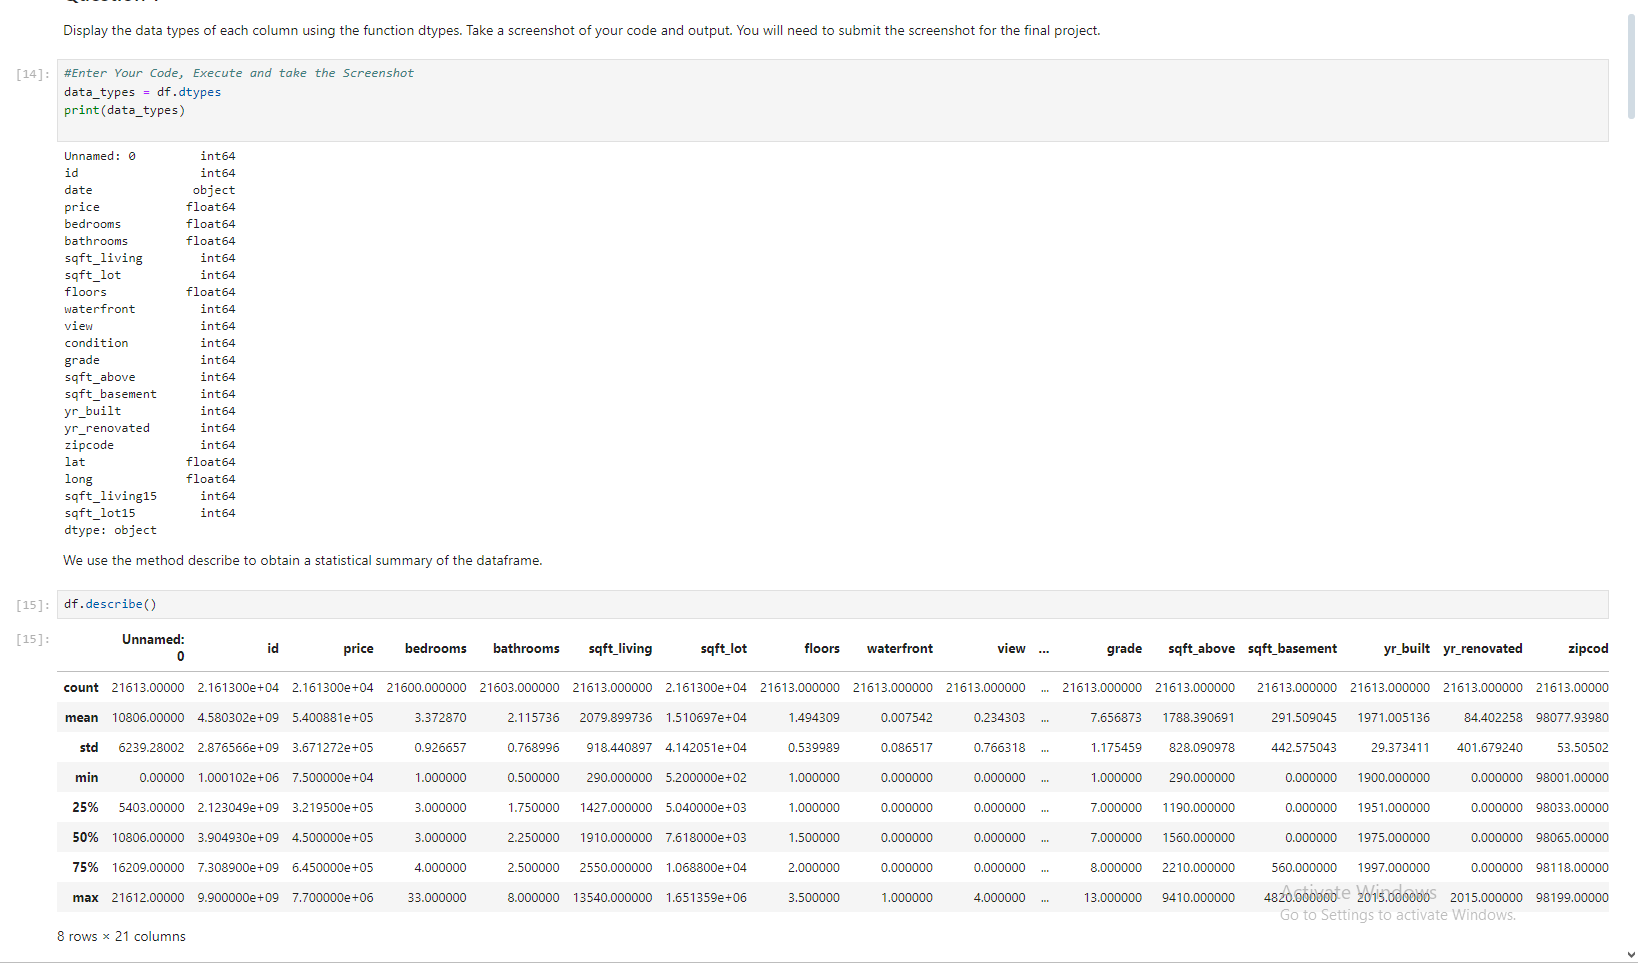 Display the data types of each column using the function dtypes. Take a screenshot of your code and output. You will need to submit the screenshot for the final project.
[14]: #Enter Your Code, Execute and take the Screenshot
data_types = df.dtypes
print(data_types)
Unnamed: 0 int64
id int64
date object
price float64
bedrooms float64
bathrooms float64
sqft_living int64
sqft_lot int64
floors float64
waterfront int64
view int64
condition int64
grade int64
sqft_above int64
sqft_basement int64
yr_built int64
yr_renovated int64
zipcode int64
lat float64
long float64
sqft_living15 int64
sqft_lot15 int64
dtype: object
We use the method describe to obtain a statistical summary of the dataframe.
[15]: df.describe()
[15]: Unnamed: 0 id price bedrooms bathrooms sqft_living sqft_lot floors waterfront view ... grade sqft_above sqft_basement yr_built yr_renovated zipcod
count 21613.00000 2.161300e+04 2.161300e+04 21600.000000 21603.000000 21613.000000 2.161300e+04 21613.000000 21613.000000 21613.000000 ... 21613.000000 21613.000000 21613.000000 21613.000000 21613.000000 21613.00000
mean 10806.00000 4.580302e+09 5.400881e+05 3.372870 2.115736 2079.899736 1.510697e+04 1.494309 0.007542 0.234303 ... 7.656873 1788.390691 291.509045 1971.005136 84.402258 98077.93980
std 6239.28002 2.876566e+09 3.671272e+05 0.926657 0.768996 918.440897 4.142051e+04 0.539989 0.086517 0.766318 ... 1.175459 828.090978 442.575043 29.373411 401.679240 53.50502
min 0.00000 1.000102e+06 7.500000e+04 1.000000 0.500000 290.000000 5.200000e+02 1.000000 0.000000 0.000000 ... 1.000000 290.000000 0.000000 1900.000000 0.000000 98001.00000
25% 5403.00000 2.123049e+09 3.219500e+05 3.000000 1.750000 1427.000000 5.040000e+03 1.000000 0.000000 0.000000 ... 7.000000 1190.000000 0.000000 1951.000000 0.000000 98033.00000
50% 10806.00000 3.904930e+09 4.500000e+05 3.000000 2.250000 1910.000000 7.618000e+03 1.500000 0.000000 0.000000 ... 7.000000 1560.000000 0.000000 1975.000000 0.000000 98065.00000
75% 16209.00000 7.308900e+09 6.450000e+05 4.000000 2.500000 2550.000000 1.068800e+04 2.000000 0.000000 0.000000 ... 8.000000 2210.000000 560.000000 1997.000000 0.000000 98118.00000
max 21612.00000 9.900000e+09 7.700000e+06 33.000000 8.000000 13540.000000 1.651359e+06 3.500000 1.000000 4.000000 ... 13.000000 9410.000000 4820.000000 2015.000000 2015.000000 98199.00000
Activate Windows
Go to Settings to activate Windows.
8 rows × 21 columns